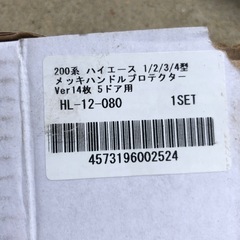 200系 ハイエース 1/2/3/4型
メッキハンドルプロテクター
Ver14枚 5ドア用
HL-12-080 1SET
4573196002524